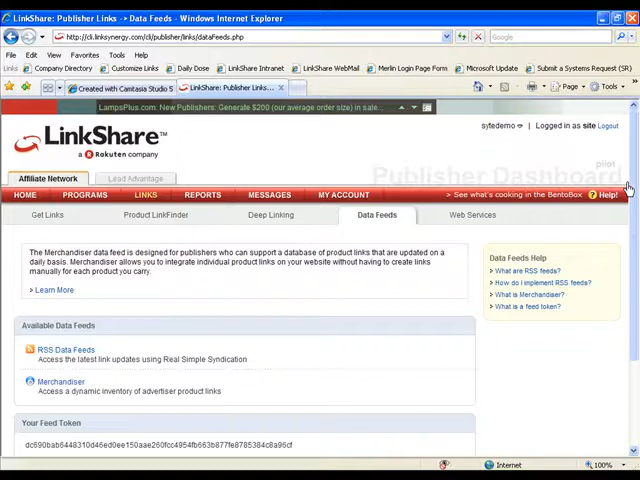 LinkShare: Publisher Links -> Data Feeds - Windows Internet Explorer
http://cli.linksynergy.com/cli/publisher/links/dataFeeds.php
Google
File Edit View Favorites Tools Help
Links Company Directory Customize Links Daily Dose LinkShare Intranet LinkShare WebMail Merlin Login Page Form Microsoft Update Submit a Systems Request (SR)
Created with Camtasia Studio 5 LinkShare: Publisher Links... Page Tools
LampsPlus.com: New Publishers: Generate $200 (our average order size) in sale...
LinkShare™
a Rakuten company
sytedemo Logged in as site Logout
pilot
Publisher Dashboard
Affiliate Network Lead Advantage
HOME PROGRAMS LINKS REPORTS MESSAGES MY ACCOUNT > See what's cooking in the BentoBox ? Help!
Get Links Product LinkFinder Deep Linking Data Feeds Web Services
The Merchandiser data feed is designed for publishers who can support a database of product links that are updated on a
daily basis. Merchandiser allows you to integrate individual product links on your website without having to create links
manually for each product you carry.
> Learn More
Data Feeds Help
> What are RSS feeds?
> How do I implement RSS feeds?
> What is Merchandiser?
> What is a feed token?
Available Data Feeds
RSS Data Feeds
Access the latest link updates using Real Simple Syndication
Merchandiser
Access a dynamic inventory of advertiser product links
Your Feed Token
dc690bab6448310d46ed0ee150aae260fcc4954fb663b877fe8785384c8a96cf
Internet 100%